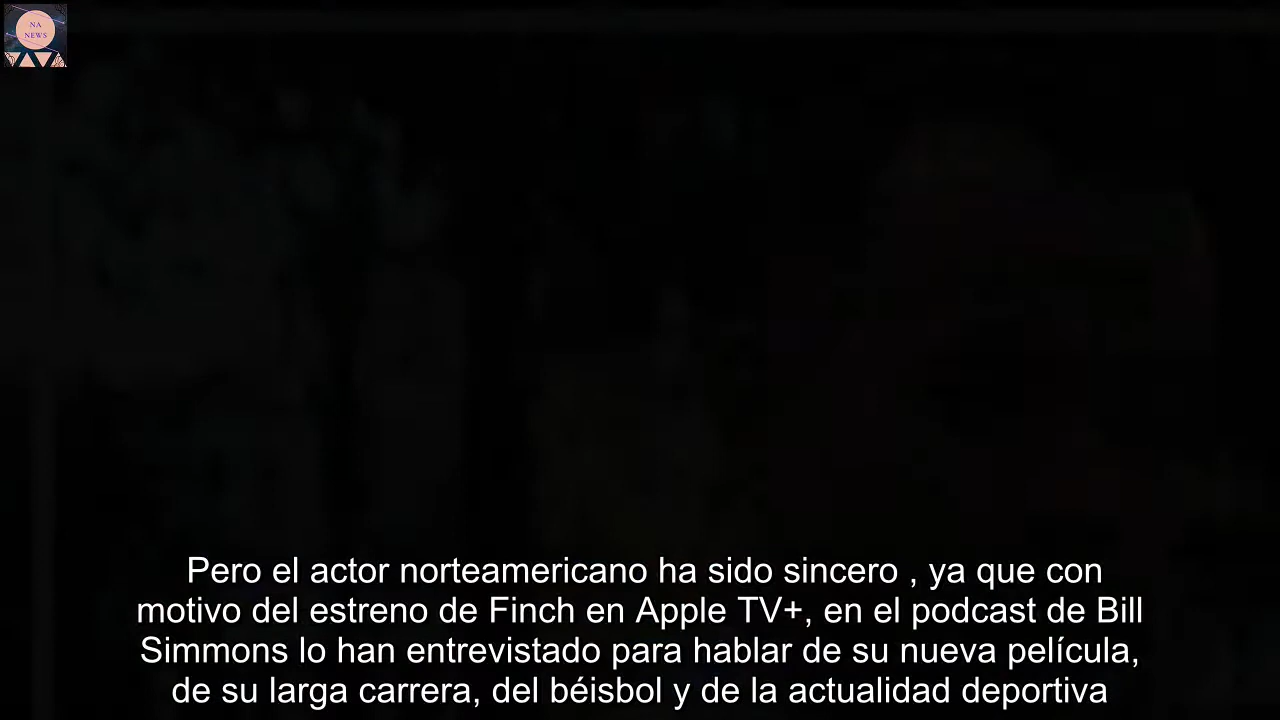 NA
NEWS
Pero el actor norteamericano ha sido sincero , ya que con
motivo del estreno de Finch en Apple TV+, en el podcast de Bill
Simmons lo han entrevistado para hablar de su nueva película,
de su larga carrera, del béisbol y de la actualidad deportiva